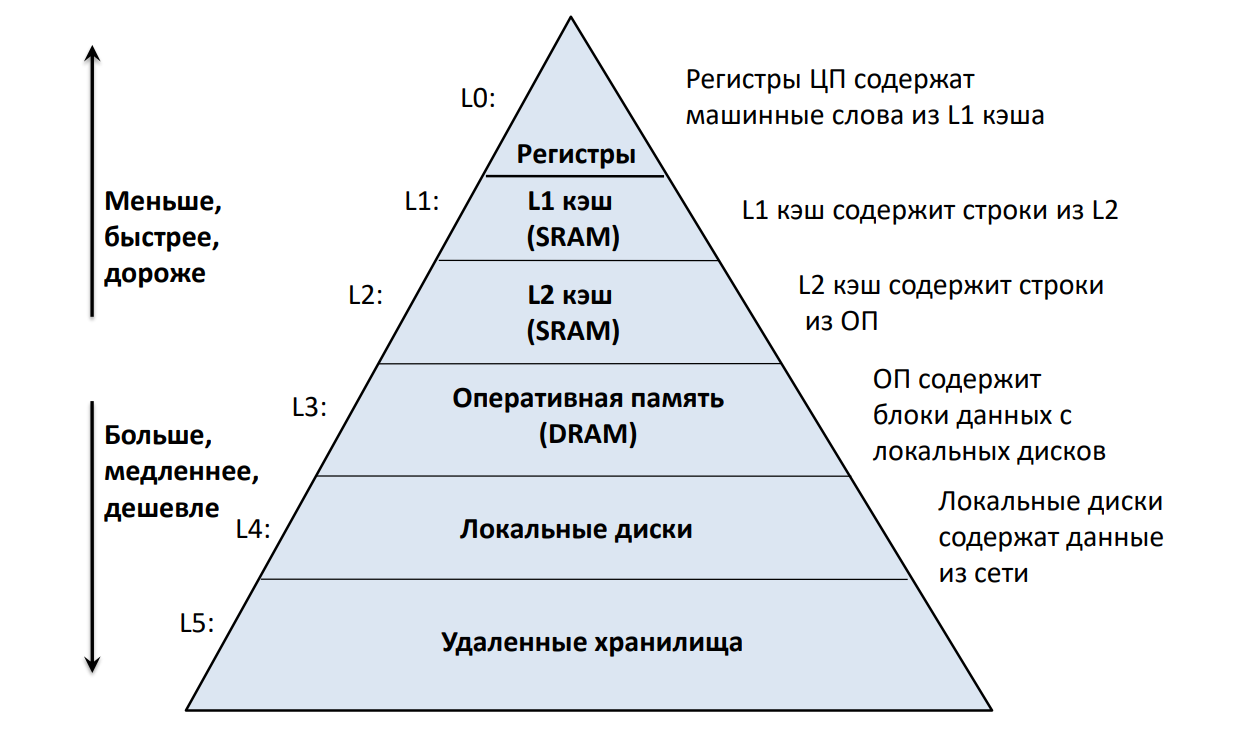 L0:
Регистры
Регистры ЦП содержат
машинные слова из L1 кэша
Меньше,
быстрее,
дороже
L1:
L1 кэш
(SRAM)
L1 кэш содержит строки из L2
L2:
L2 кэш
(SRAM)
L2 кэш содержит строки
из ОП
L3:
Оперативная память
(DRAM)
ОП содержит
блоки данных с
локальных дисков
Больше,
медленнее,
дешевле
L4:
Локальные диски
Локальные диски
содержат данные
из сети
L5:
Удаленные хранилища